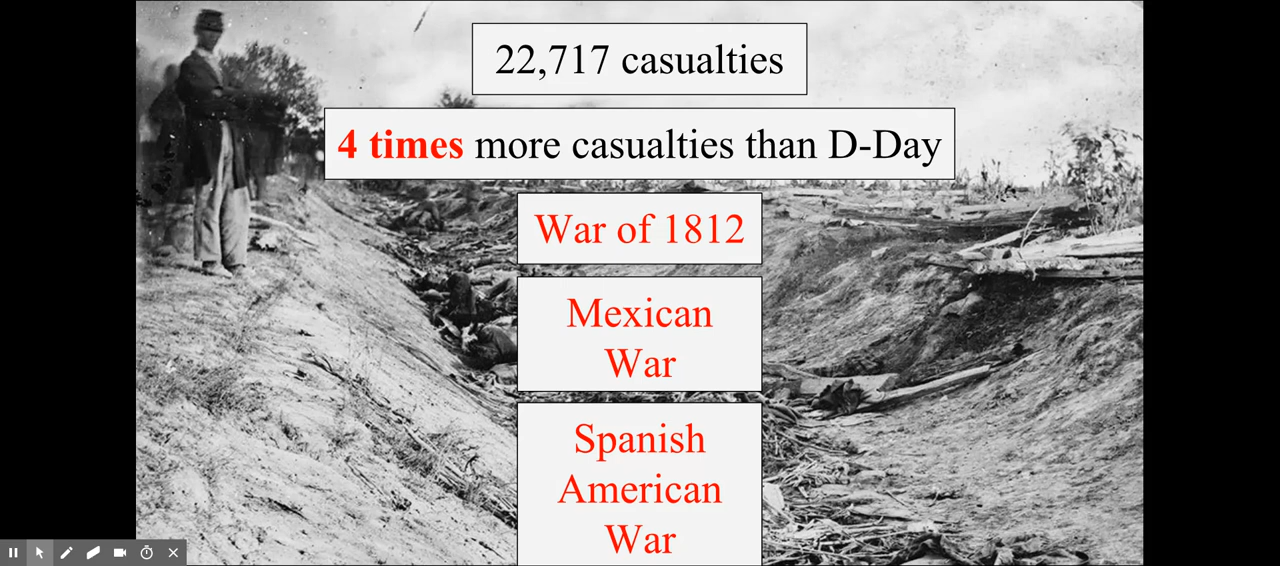 22,717 casualties
4 times more casualties than D-Day
War of 1812
Mexican
War
Spanish
American
War